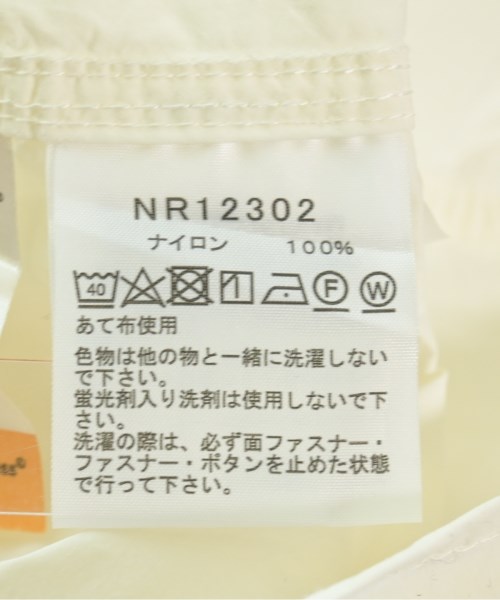 NR12302
ナイロン 100%
40 F W
あて布使用
色物は他の物と一緒に洗濯しない
で下さい。
蛍光剤入り洗剤は使用しないで下
さい。
洗濯の際は、必ず面ファスナー・
ファスナー・ボタンを止めた状態
で行って下さい。